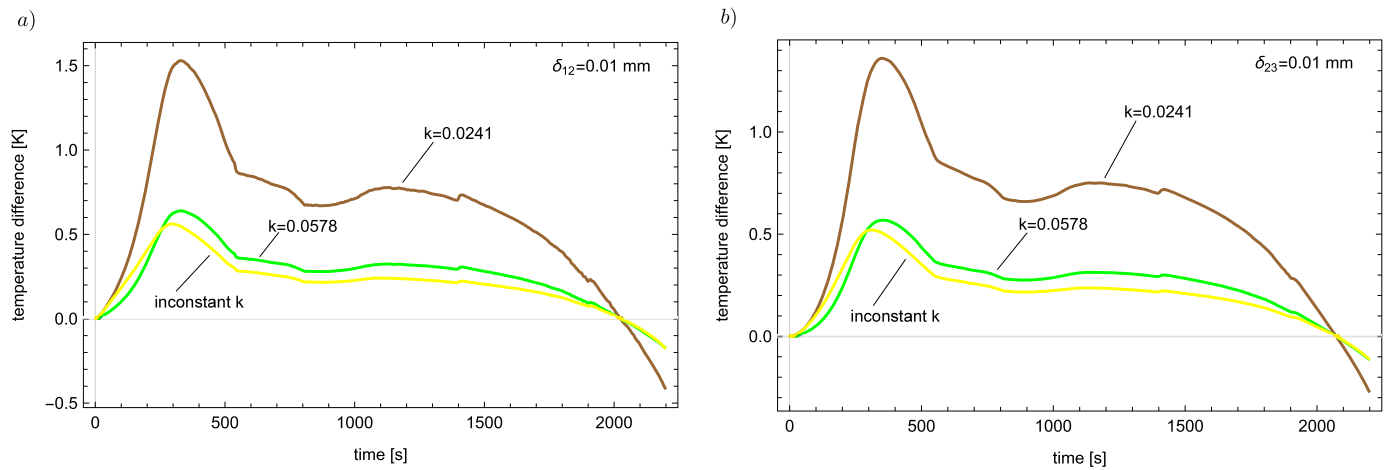 a)
δ12=0.01 mm
1.5
1.0
0.5
0.0
−0.5
temperature difference [K]
k=0.0241
k=0.0578
inconstant k
0 500 1000 1500 2000
time [s]
b)
δ23=0.01 mm
1.0
0.5
0.0
temperature difference [K]
k=0.0241
k=0.0578
inconstant k
0 500 1000 1500 2000
time [s]